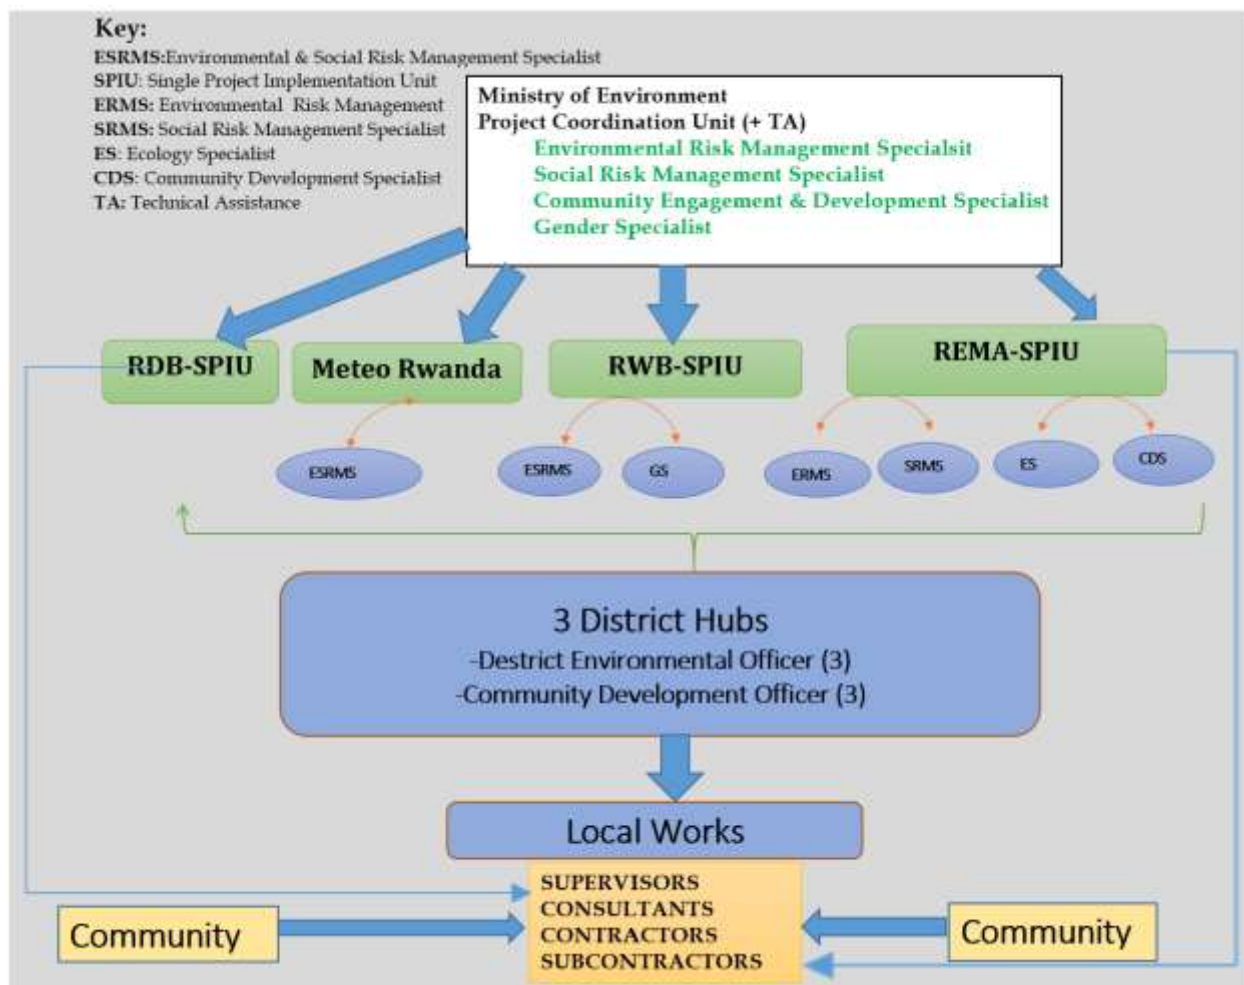 Key:
ESRMS:Environmental & Social Risk Management Specialist
SPIU: Single Project Implementation Unit
ERMS: Environmental Risk Management
SRMS: Social Risk Management Specialist
ES: Ecology Specialist
CDS: Community Development Specialist
TA: Technical Assistance
Ministry of Environment
Project Coordination Unit (+ TA)
Environmental Risk Management Specialsit
Social Risk Management Specialist
Community Engagement & Development Specialist
Gender Specialist
RDB-SPIU
Meteo Rwanda
RWB-SPIU
REMA-SPIU
ESRMS
ESRMS
GS
ERMS
SRMS
ES
CDS
3 District Hubs
-Destrict Environmental Officer (3)
-Community Development Officer (3)
Local Works
SUPERVISORS
CONSULTANTS
CONTRACTORS
SUBCONTRACTORS
Community
Community